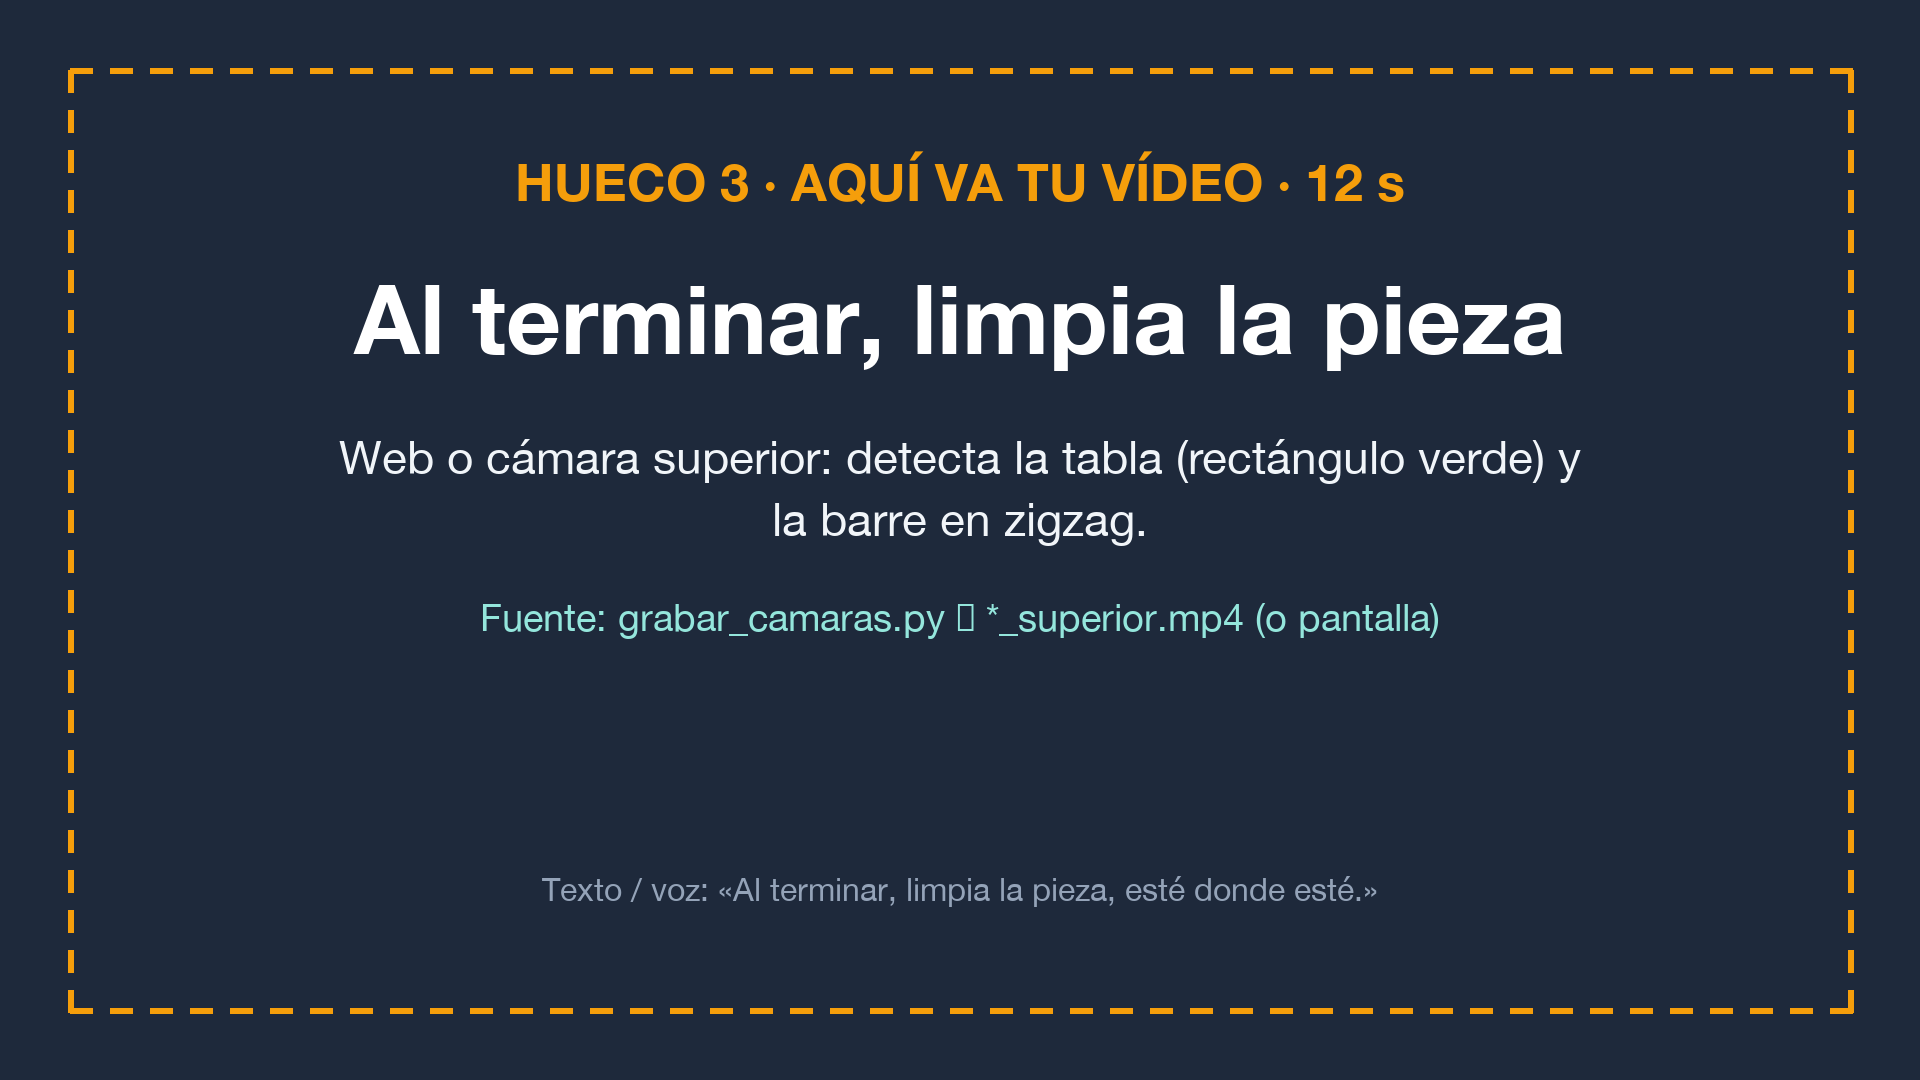 HUECO 3 · AQUÍ VA TU VÍDEO · 12 s
Al terminar, limpia la pieza
Web o cámara superior: detecta la tabla (rectángulo verde) y
la barre en zigzag.
Fuente: grabar_camaras.py ▯ *_superior.mp4 (o pantalla)
Texto / voz: «Al terminar, limpia la pieza, esté donde esté.»